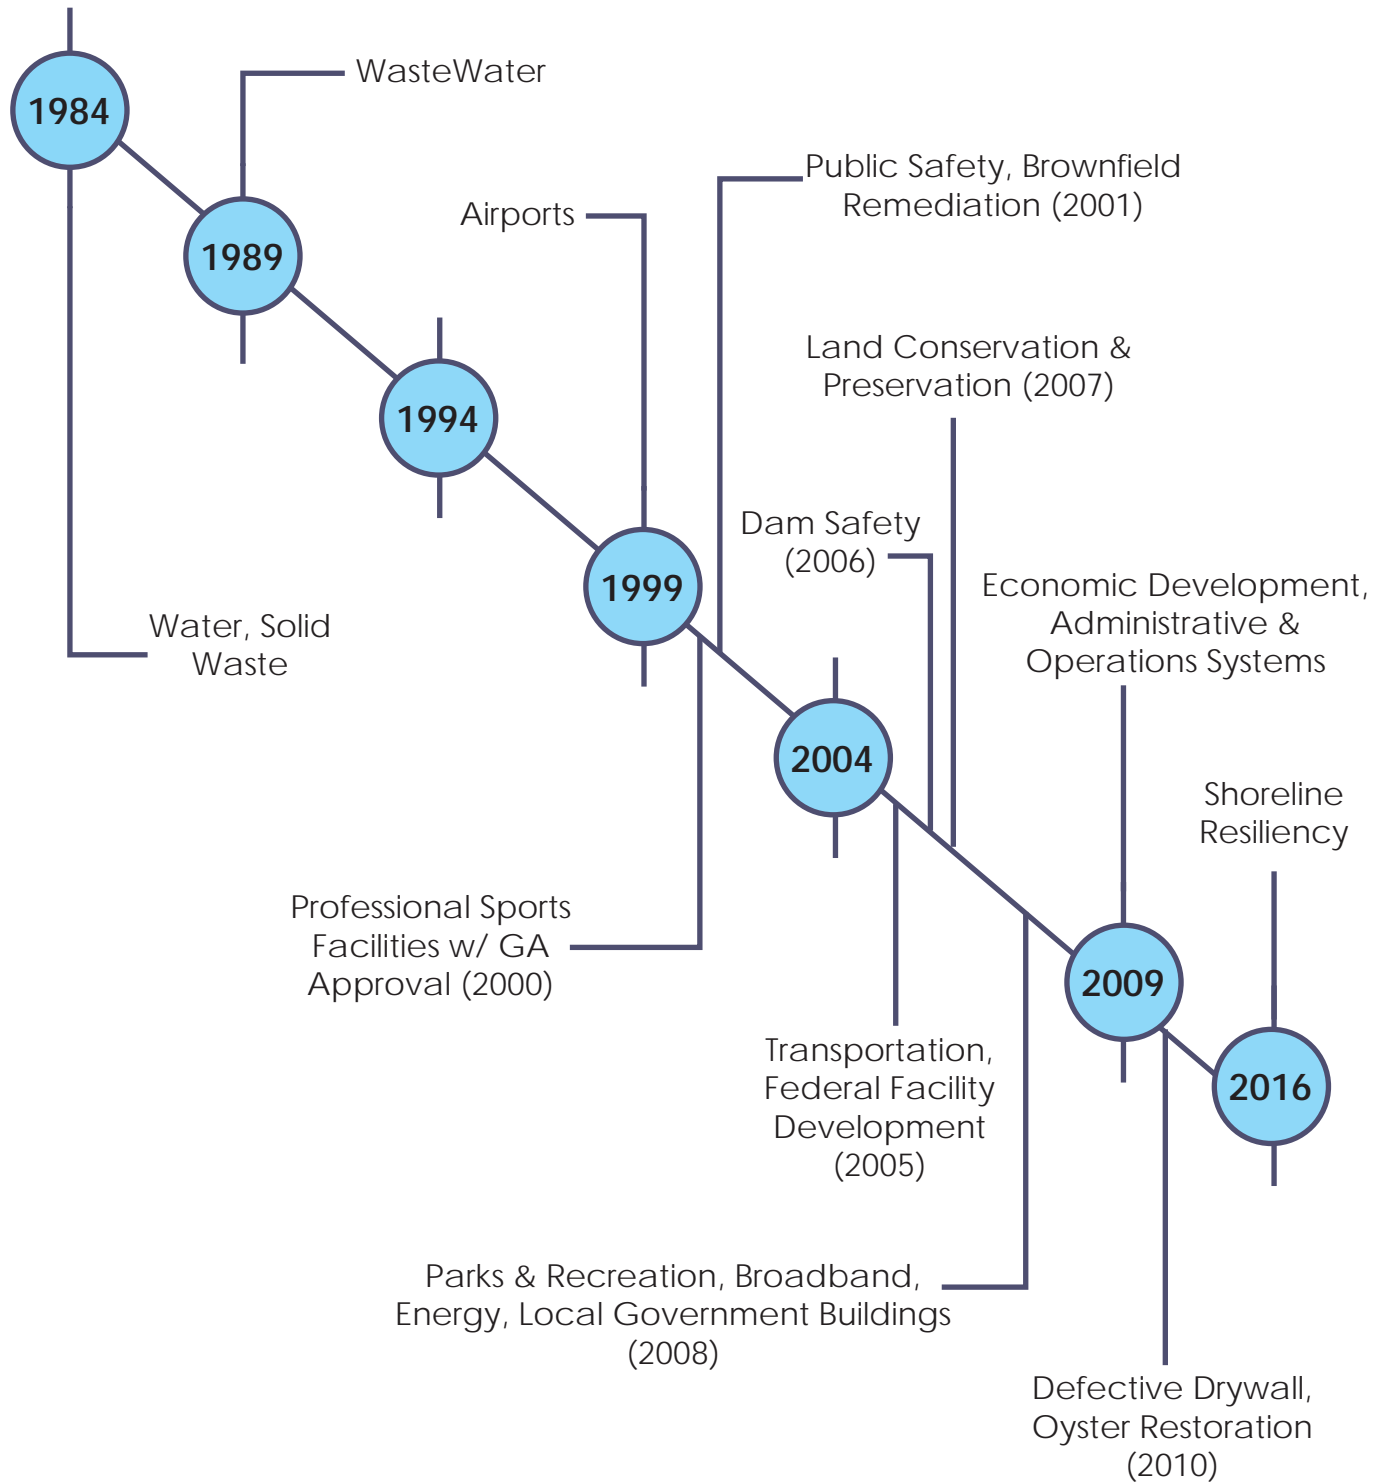 1984
WasteWater
Public Safety, Brownfield
Remediation (2001)
Airports
1989
Land Conservation &
Preservation (2007)
1994
Dam Safety
(2006)
1999
Economic Development,
Administrative &
Operations Systems
Water, Solid
Waste
2004
Shoreline
Resiliency
Professional Sports
Facilities w/ GA
Approval (2000)
2009
Transportation,
Federal Facility
Development
(2005)
2016
Parks & Recreation, Broadband,
Energy, Local Government Buildings
(2008)
Defective Drywall,
Oyster Restoration
(2010)